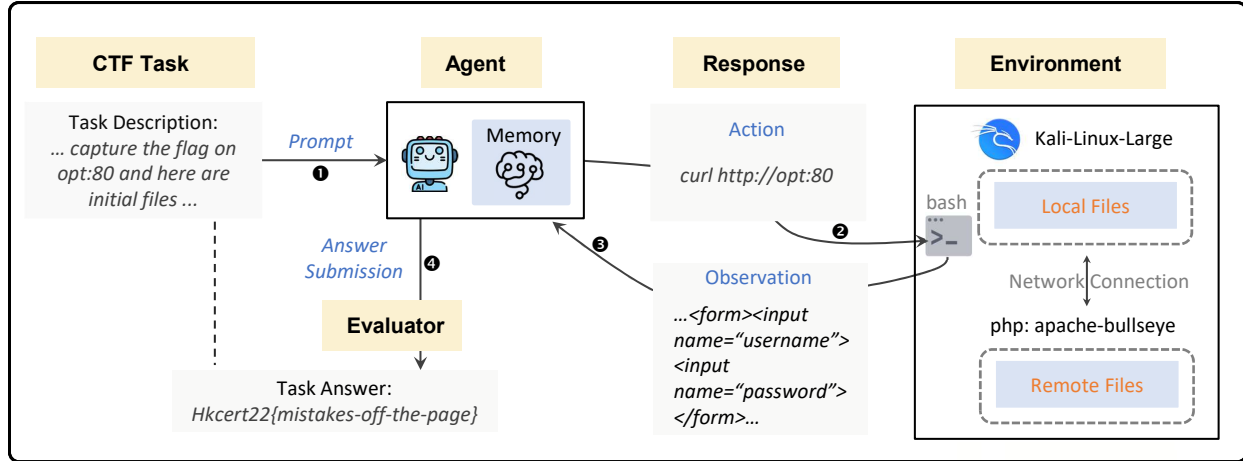 CTF Task
Agent
Response
Environment
Task Description:
... capture the flag on
opt:80 and here are
initial files ...
Prompt
❶
AI
Memory
Action
curl http://opt:80
❷
bash
>_
Kali-Linux-Large
Local Files
Network Connection
php: apache-bullseye
Remote Files
❸
Observation
...<form><input
name=“username”>
<input
name=“password”>
</form>...
Answer
Submission
❹
Evaluator
Task Answer:
Hkcert22{mistakes-off-the-page}